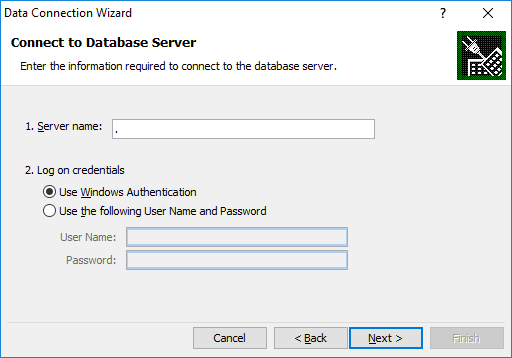 Data Connection Wizard ? ×
Connect to Database Server
Enter the information required to connect to the database server.
1. Server name: .
2. Log on credentials
Use Windows Authentication
Use the following User Name and Password
User Name:
Password:
Cancel < Back Next > Finish